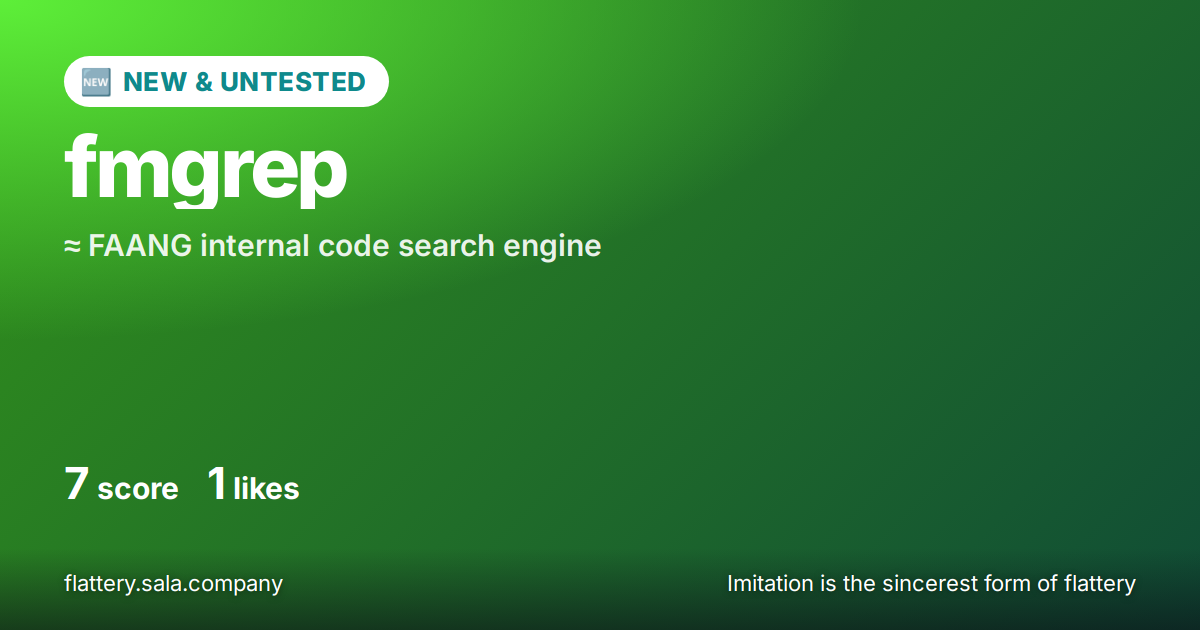 🆕 NEW & UNTESTED
fmgrep
≈ FAANG internal code search engine
7 score 1 likes
flattery.sala.company
Imitation is the sincerest form of flattery